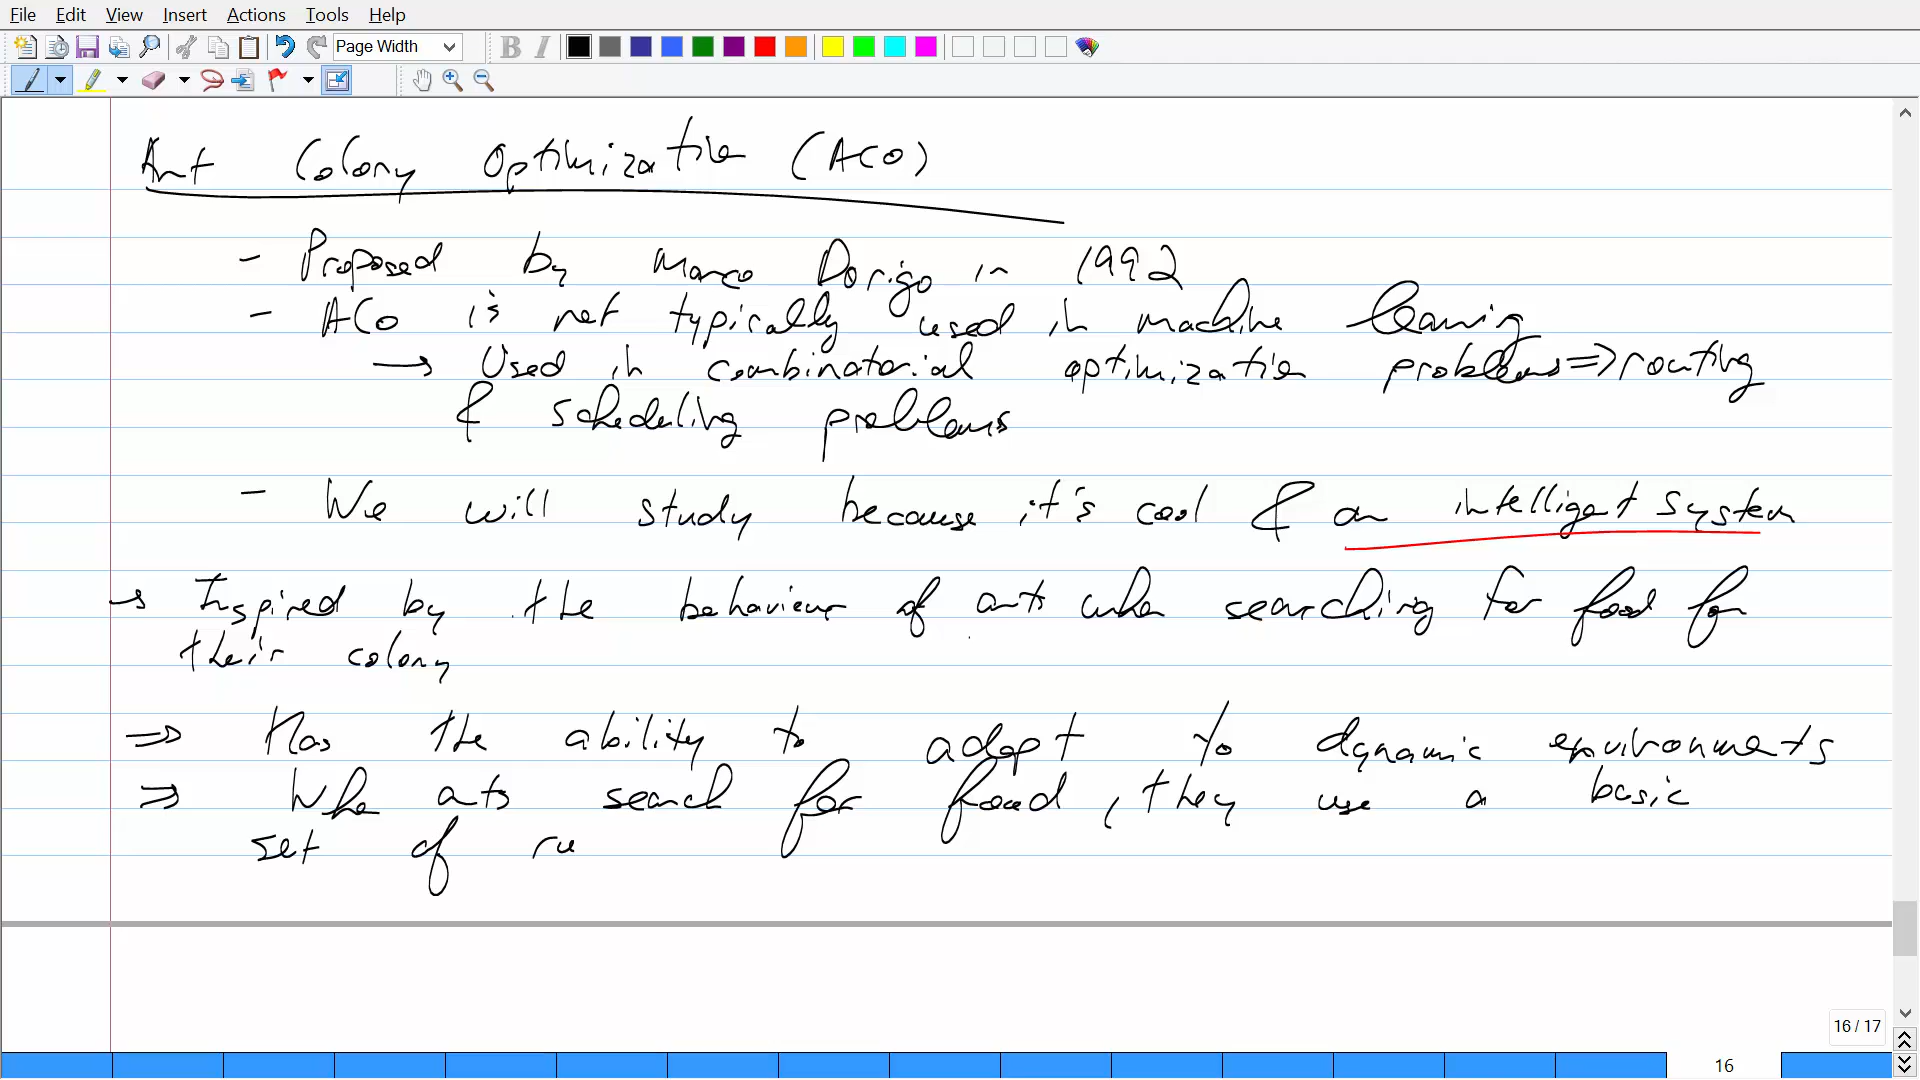 File Edit View Insert Actions Tools Help
Page Width B I
Ant Colony Optimization (ACO)
- Proposed by Marco Dorigo in 1992
- ACO is not typically used in machine learning
→ Used in combinatorial optimization problems ⇒ routing
& scheduling problems
- We will study because it's cool & an intelligent system
→ Inspired by the behaviour of ants when searching for food for
their colony
⇒ Has the ability to adapt to dynamic environments
⇒ When ants search for food, they use a basic
set of ru
16 / 17
16